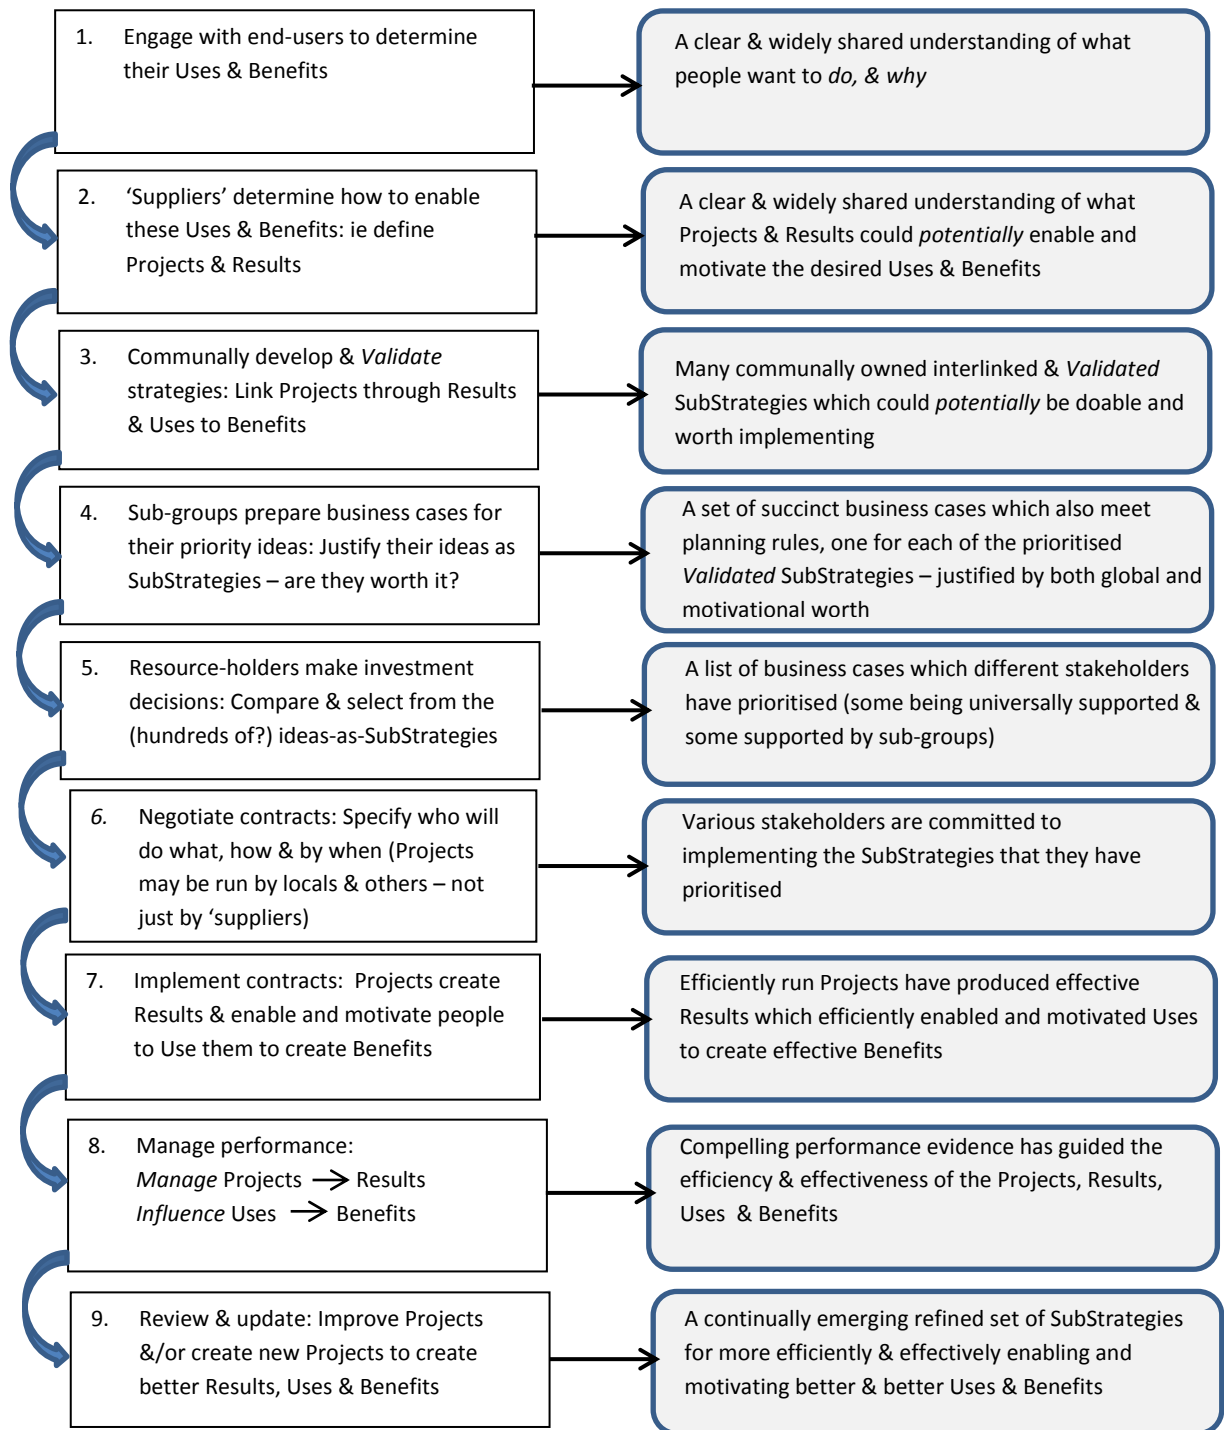 1. Engage with end-users to determine
their Uses & Benefits
A clear & widely shared understanding of what
people want to do, & why
2. ‘Suppliers’ determine how to enable
these Uses & Benefits: ie define
Projects & Results
A clear & widely shared understanding of what
Projects & Results could potentially enable and
motivate the desired Uses & Benefits
3. Communally develop & Validate
strategies: Link Projects through Results
& Uses to Benefits
Many communally owned interlinked & Validated
SubStrategies which could potentially be doable and
worth implementing
4. Sub-groups prepare business cases for
their priority ideas: Justify their ideas as
SubStrategies – are they worth it?
A set of succinct business cases which also meet
planning rules, one for each of the prioritised
Validated SubStrategies – justified by both global and
motivational worth
5. Resource-holders make investment
decisions: Compare & select from the
(hundreds of?) ideas-as-SubStrategies
A list of business cases which different stakeholders
have prioritised (some being universally supported &
some supported by sub-groups)
6. Negotiate contracts: Specify who will
do what, how & by when (Projects
may be run by locals & others – not
just by ‘suppliers)
Various stakeholders are committed to
implementing the SubStrategies that they have
prioritised
7. Implement contracts: Projects create
Results & enable and motivate people
to Use them to create Benefits
Efficiently run Projects have produced effective
Results which efficiently enabled and motivated Uses
to create effective Benefits
8. Manage performance:
Manage Projects → Results
Influence Uses → Benefits
Compelling performance evidence has guided the
efficiency & effectiveness of the Projects, Results,
Uses & Benefits
9. Review & update: Improve Projects
&/or create new Projects to create
better Results, Uses & Benefits
A continually emerging refined set of SubStrategies
for more efficiently & effectively enabling and
motivating better & better Uses & Benefits